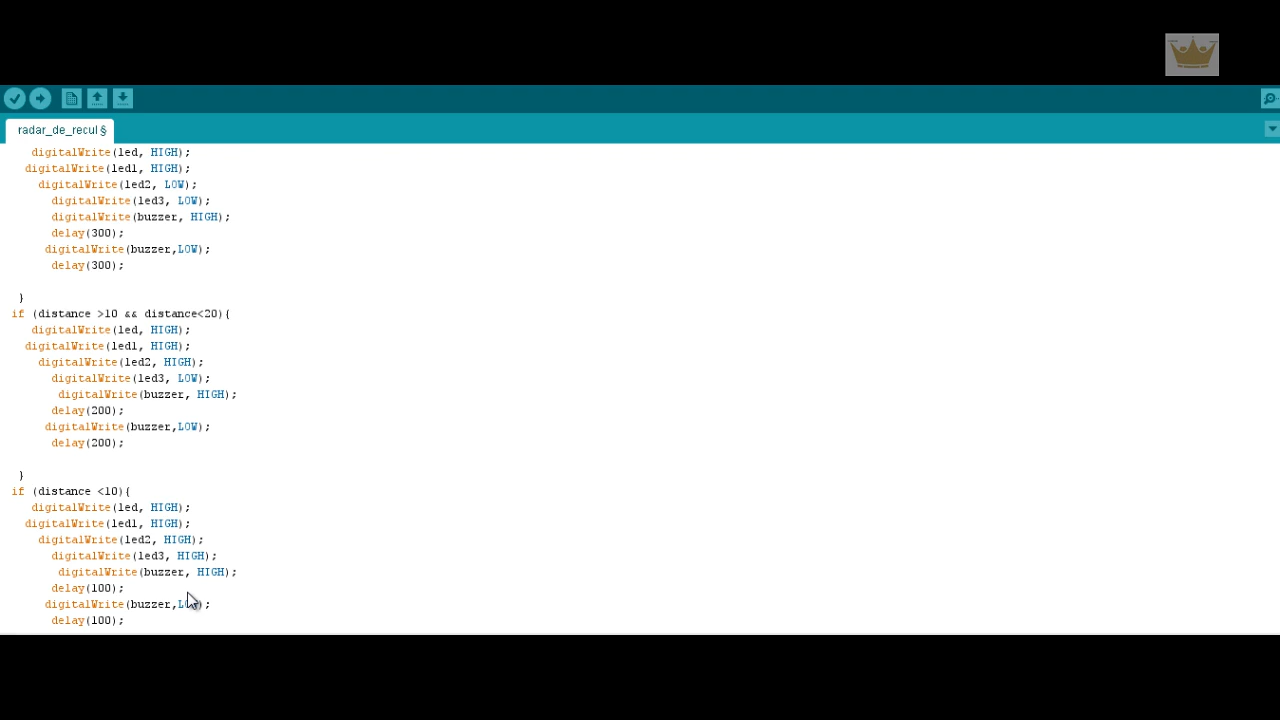 radar_de_recul §
digitalWrite(led, HIGH);
digitalWrite(led1, HIGH);
digitalWrite(led2, LOW);
digitalWrite(led3, LOW);
digitalWrite(buzzer, HIGH);
delay(300);
digitalWrite(buzzer,LOW);
delay(300);
}
if (distance >10 && distance<20){
digitalWrite(led, HIGH);
digitalWrite(led1, HIGH);
digitalWrite(led2, HIGH);
digitalWrite(led3, LOW);
digitalWrite(buzzer, HIGH);
delay(200);
digitalWrite(buzzer,LOW);
delay(200);
}
if (distance <10){
digitalWrite(led, HIGH);
digitalWrite(led1, HIGH);
digitalWrite(led2, HIGH);
digitalWrite(led3, HIGH);
digitalWrite(buzzer, HIGH);
delay(100);
digitalWrite(buzzer,LOW);
delay(100);